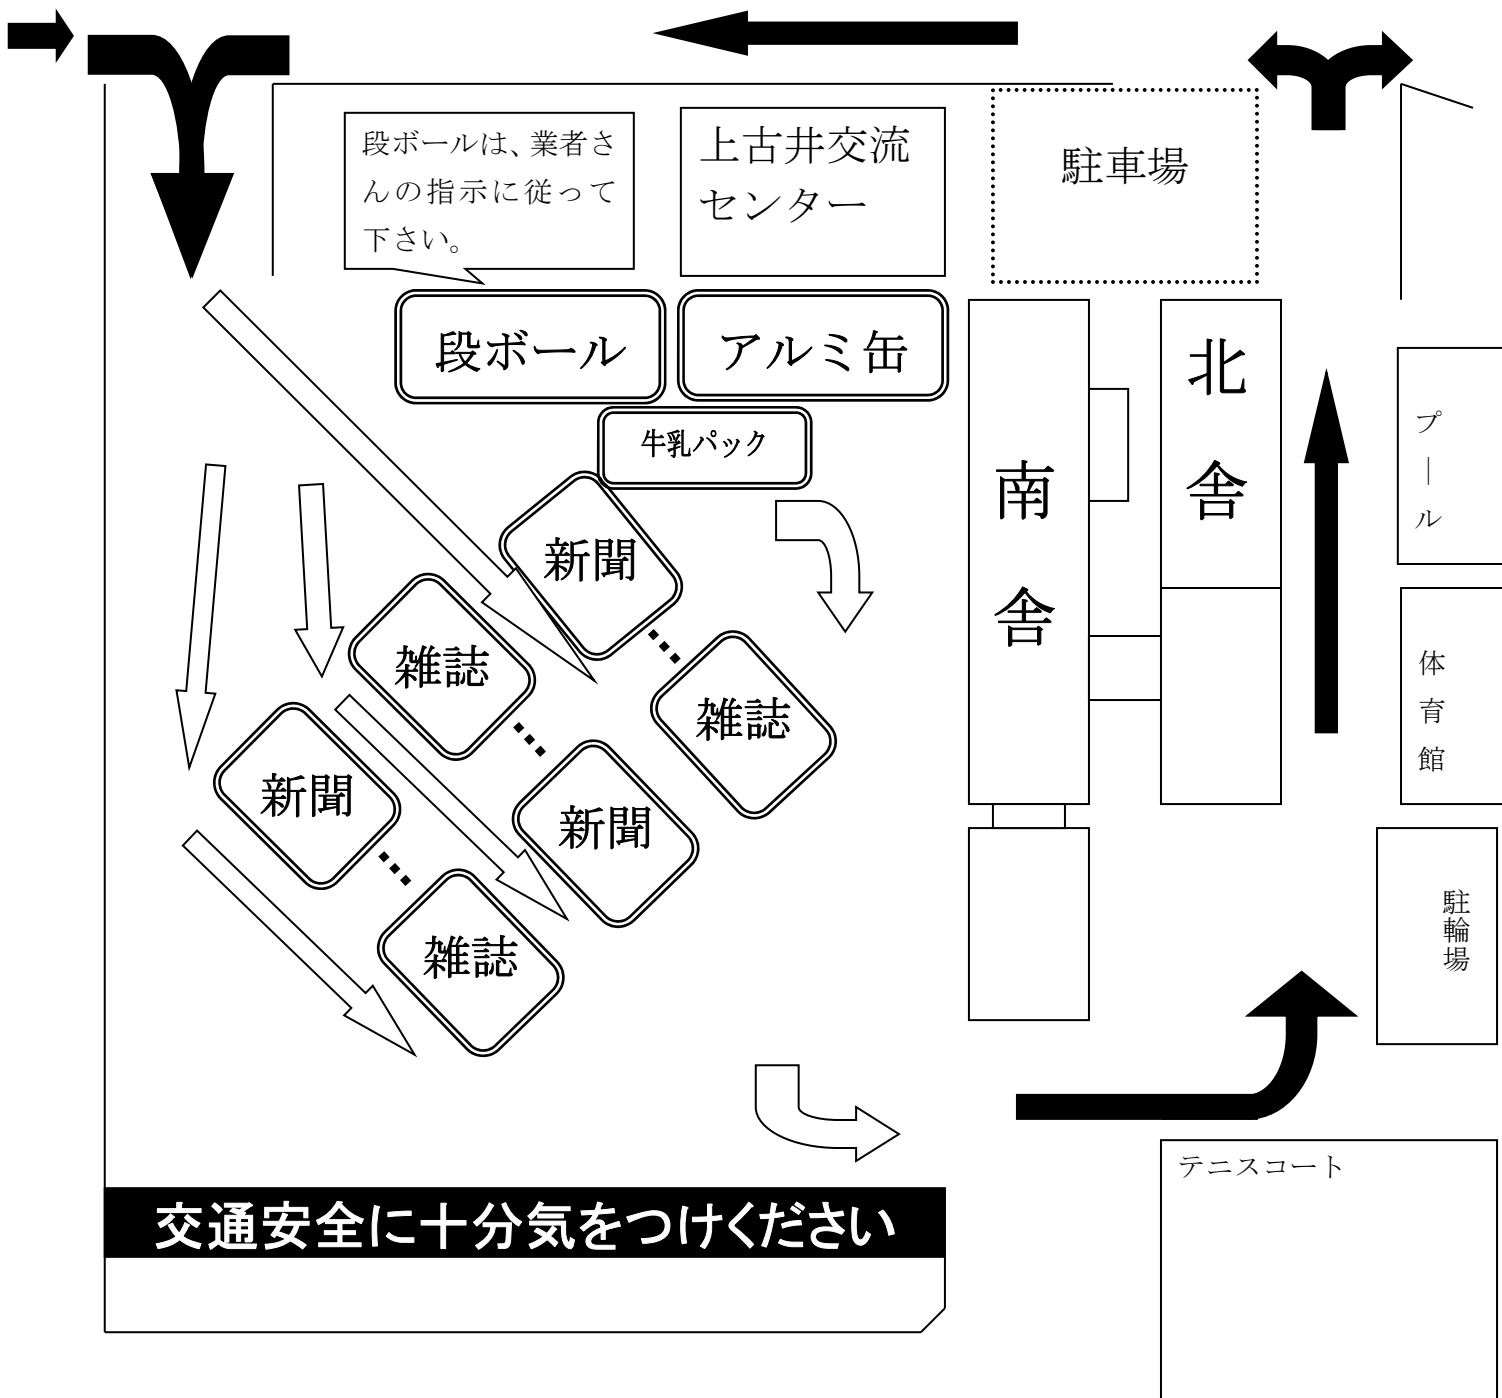 段ボールは、業者さ
んの指示に従って
下さい。
上古井交流
センター
駐車場
段ボール
アルミ缶
牛乳パック
北舎
南舎
プール
新聞
雑誌
雑誌
新聞
新聞
雑誌
体育館
駐輪場
テニスコート
交通安全に十分気をつけください